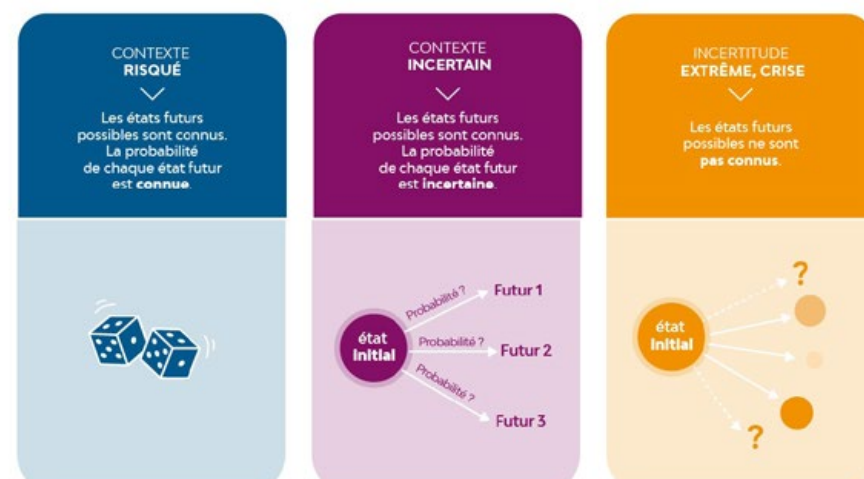 CONTEXTE
RISQUÉ
Les états futurs
possibles sont connus.
La probabilité
de chaque état futur
est connue.
CONTEXTE
INCERTAIN
Les états futurs
possibles sont connus.
La probabilité
de chaque état futur
est incertaine.
Probabilité ?
Futur 1
état
initial
Probabilité ?
Futur 2
Probabilité ?
Futur 3
INCERTITUDE
EXTRÊME, CRISE
Les états futurs
possibles ne sont
pas connus.
?
état
initial
?